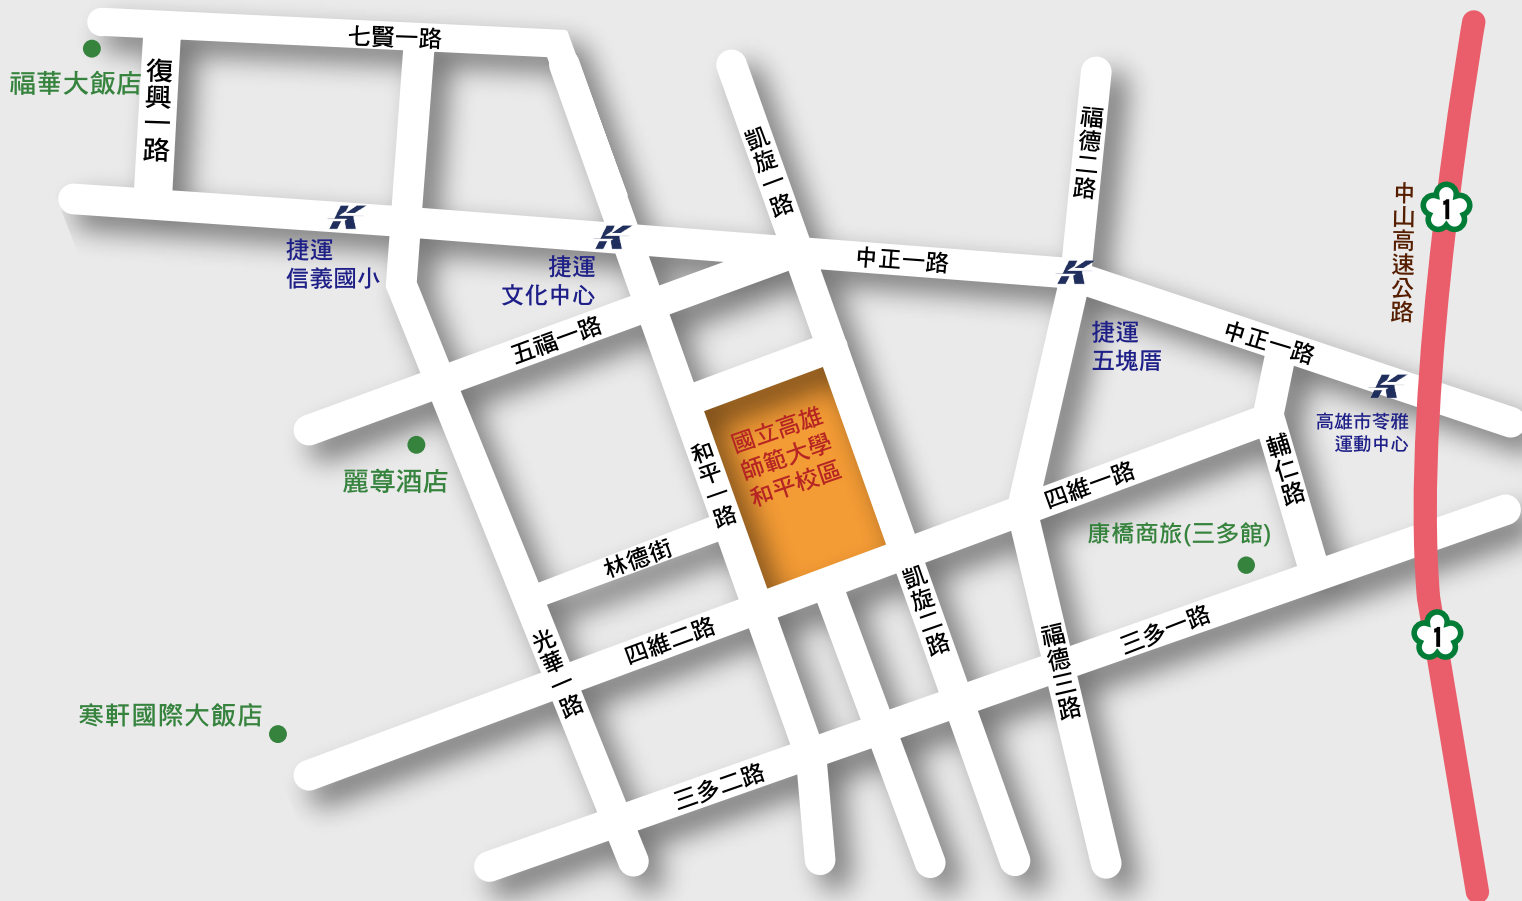 七賢一路
福華大飯店
復興一路
凱旋一路
福德二路
中山高速公路
1
捷運
信義國小
捷運
文化中心
中正一路
五福一路
捷運
五塊厝
中正一路
高雄市苓雅
運動中心
國立高雄
師範大學
和平校區
和平一路
麗尊酒店
四維一路
輔仁路
康橋商旅(三多館)
林德街
凱旋二路
四維二路
光華一路
福德三路
三多一路
1
寒軒國際大飯店
三多二路